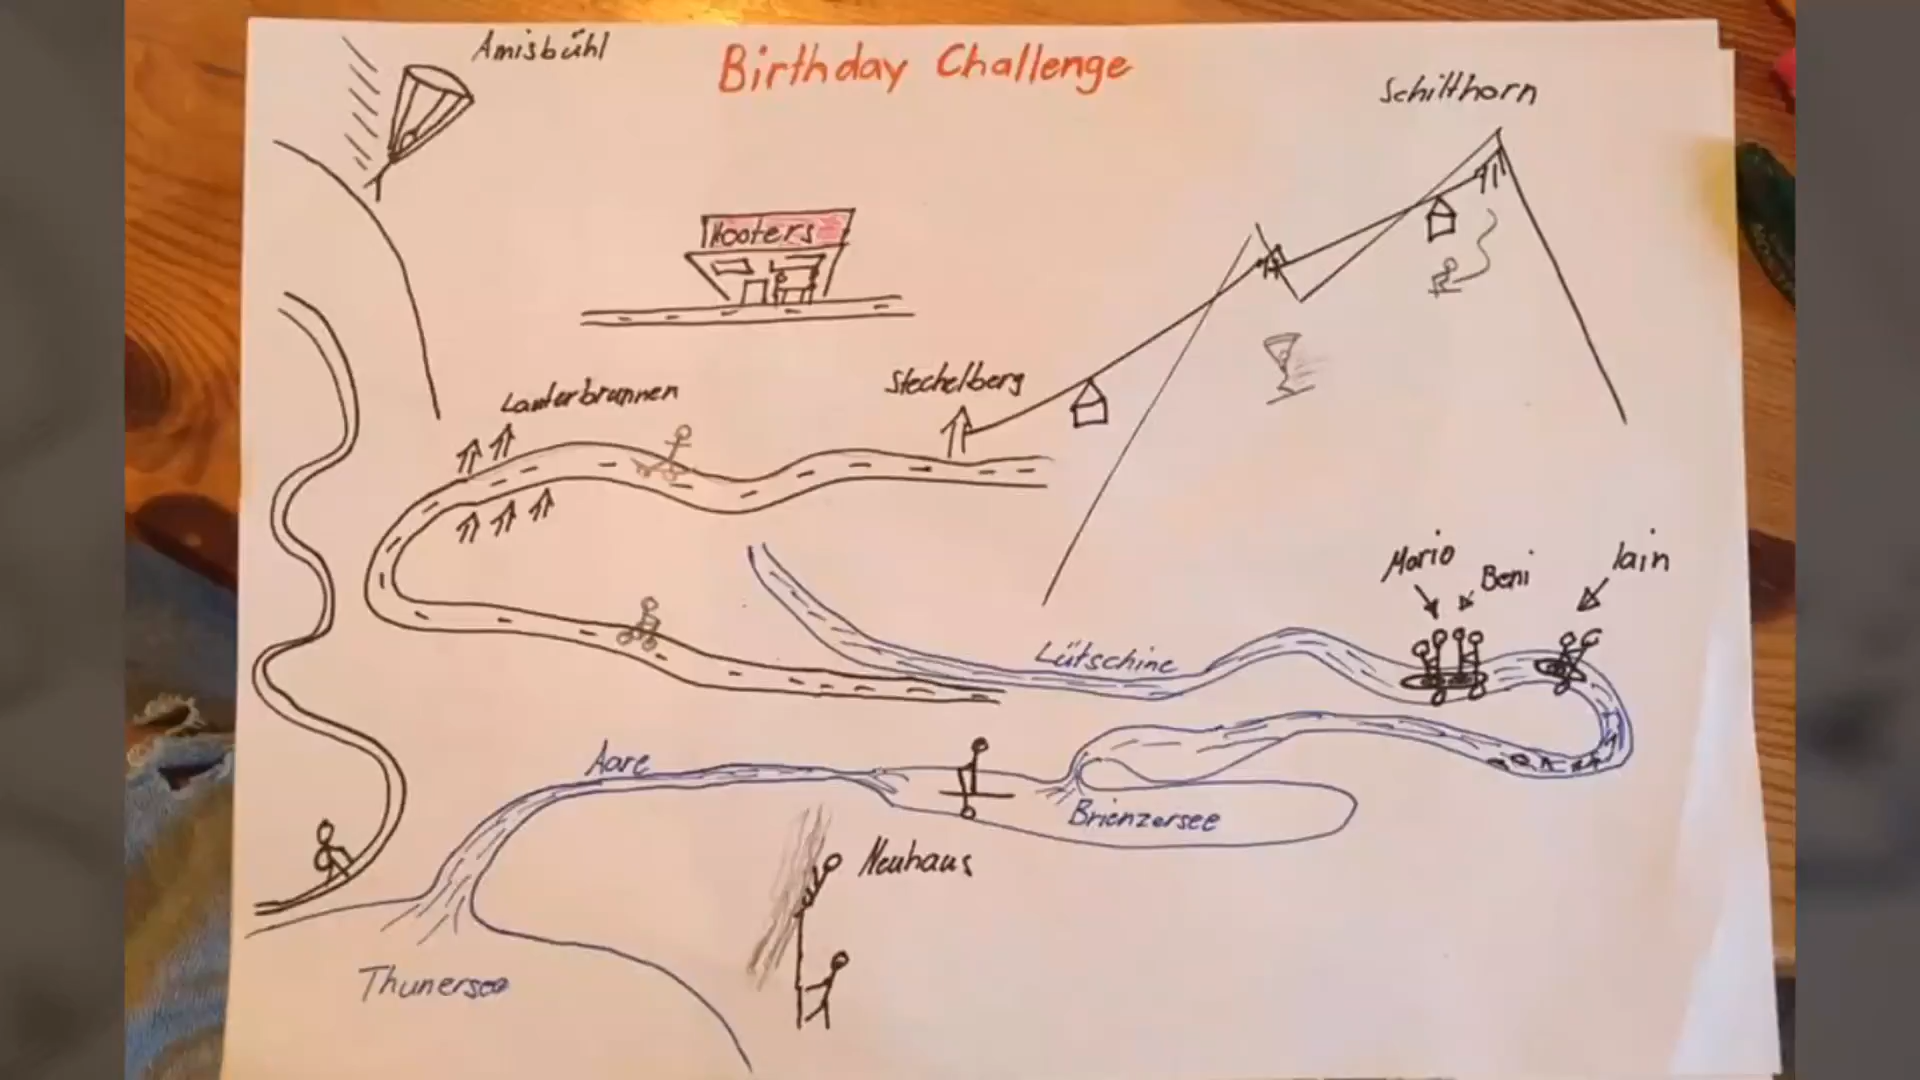 Amisbühl
Birthday Challenge
Schilthorn
Hooters
Stechelberg
Lauterbrunnen
Mario
Beni
Iain
Lütschine
Aare
Brienzersee
Neuhaus
Thunersee